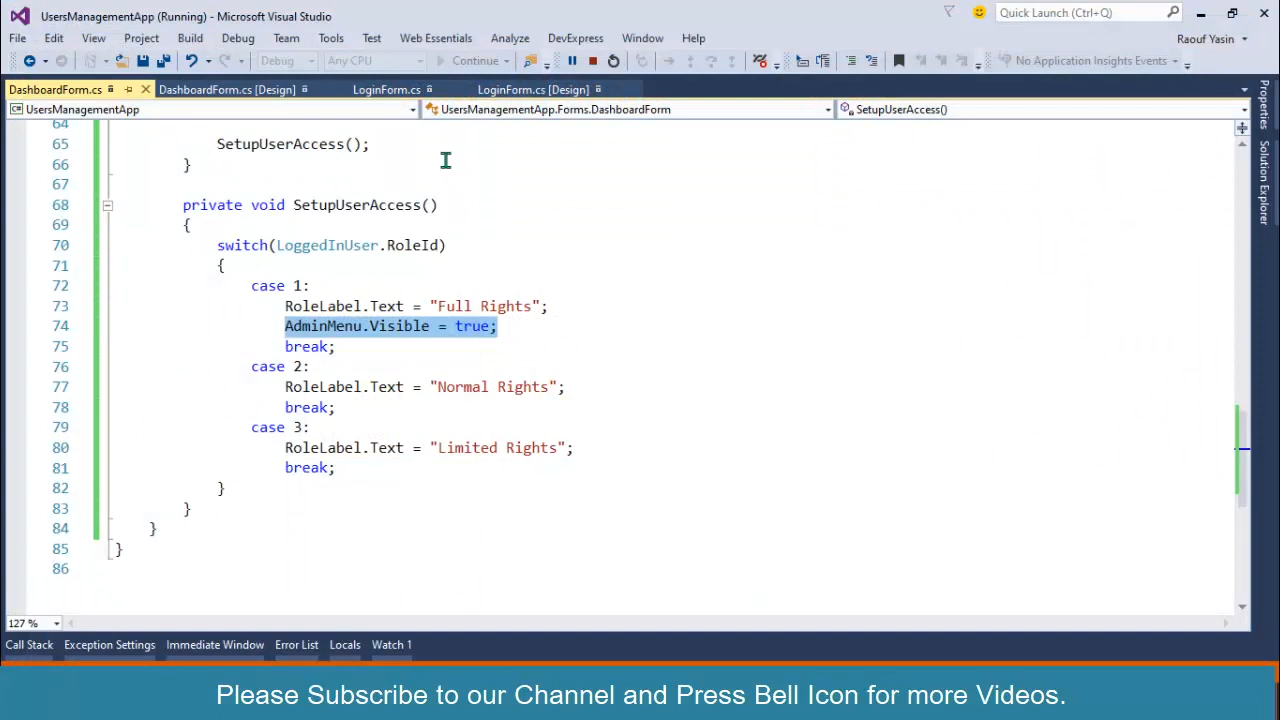 UsersManagementApp (Running) - Microsoft Visual Studio
Quick Launch (Ctrl+Q)
File Edit View Project Build Debug Team Tools Test Web Essentials Analyze DevExpress Window Help
Raouf Yasin
Debug Any CPU Continue No Application Insights Events
DashboardForm.cs DashboardForm.cs [Design] LoginForm.cs LoginForm.cs [Design]
UsersManagementApp UsersManagementApp.Forms.DashboardForm SetupUserAccess()
Properties
Solution Explorer
64
65 SetupUserAccess();
66 }
67
68 private void SetupUserAccess()
69 {
70 switch(LoggedInUser.RoleId)
71 {
72 case 1:
73 RoleLabel.Text = "Full Rights";
74 AdminMenu.Visible = true;
75 break;
76 case 2:
77 RoleLabel.Text = "Normal Rights";
78 break;
79 case 3:
80 RoleLabel.Text = "Limited Rights";
81 break;
82 }
83 }
84 }
85 }
86
127 %
Call Stack Exception Settings Immediate Window Error List Locals Watch 1
Please Subscribe to our Channel and Press Bell Icon for more Videos.